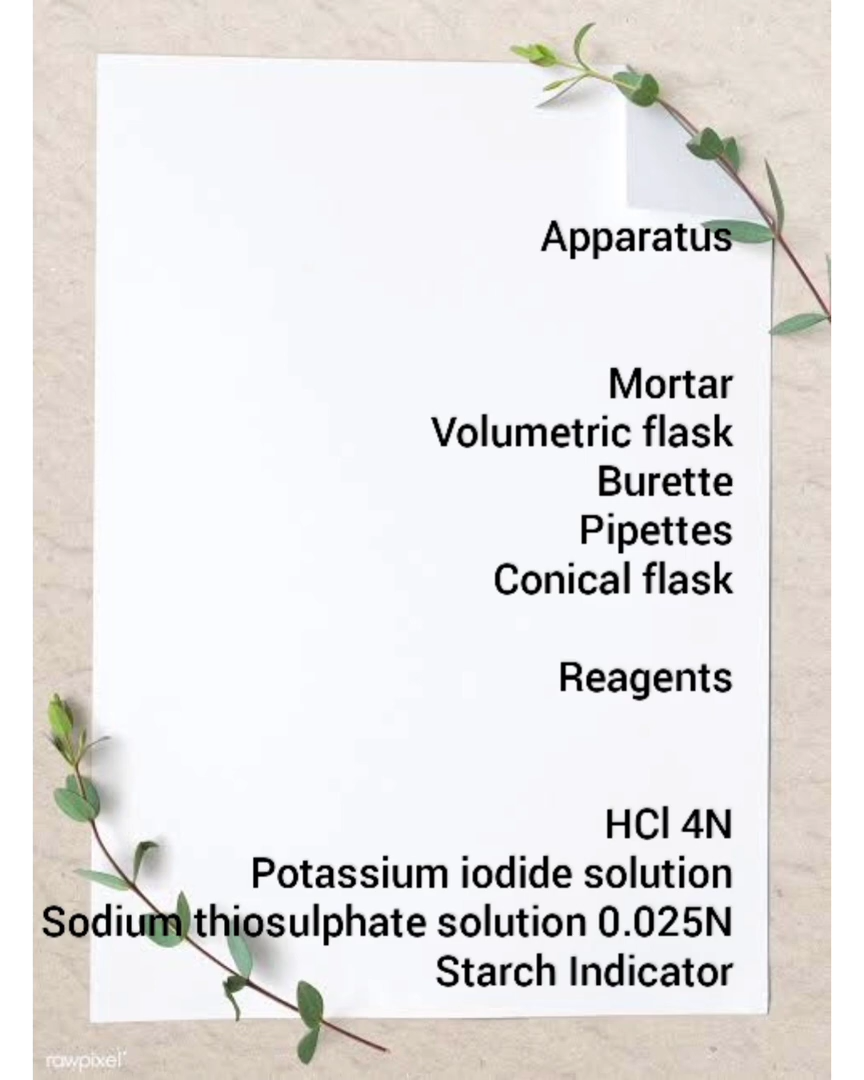 Apparatus
Mortar
Volumetric flask
Burette
Pipettes
Conical flask
Reagents
HCl 4N
Potassium iodide solution
Sodium thiosulphate solution 0.025N
Starch Indicator
rawpixel